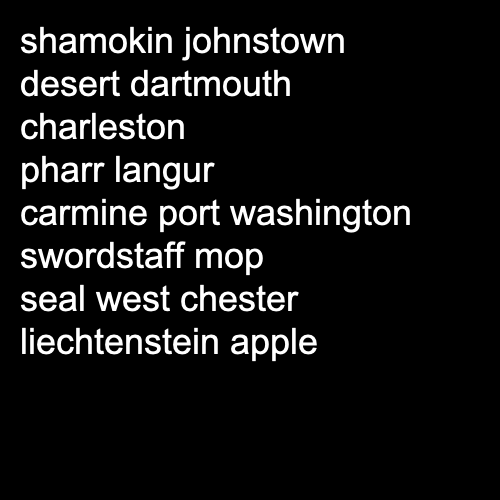 shamokin johnstown
desert dartmouth
charleston
pharr langur
carmine port washington
swordstaff mop
seal west chester
liechtenstein apple